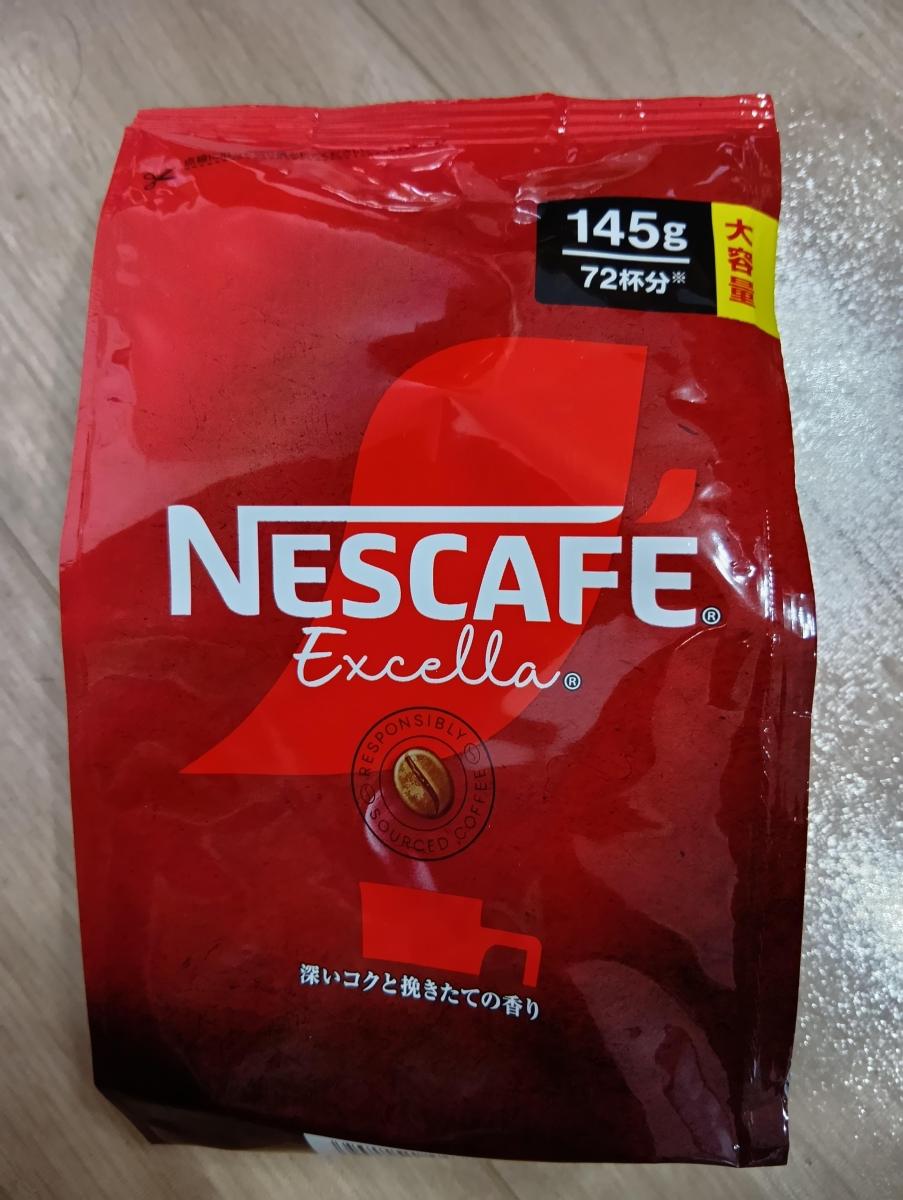 145g
72杯分※
大容量
NESCAFÉ®
Excella®
RESPONSIBLY
SOURCED COFFEE
深いコクと挽きたての香り